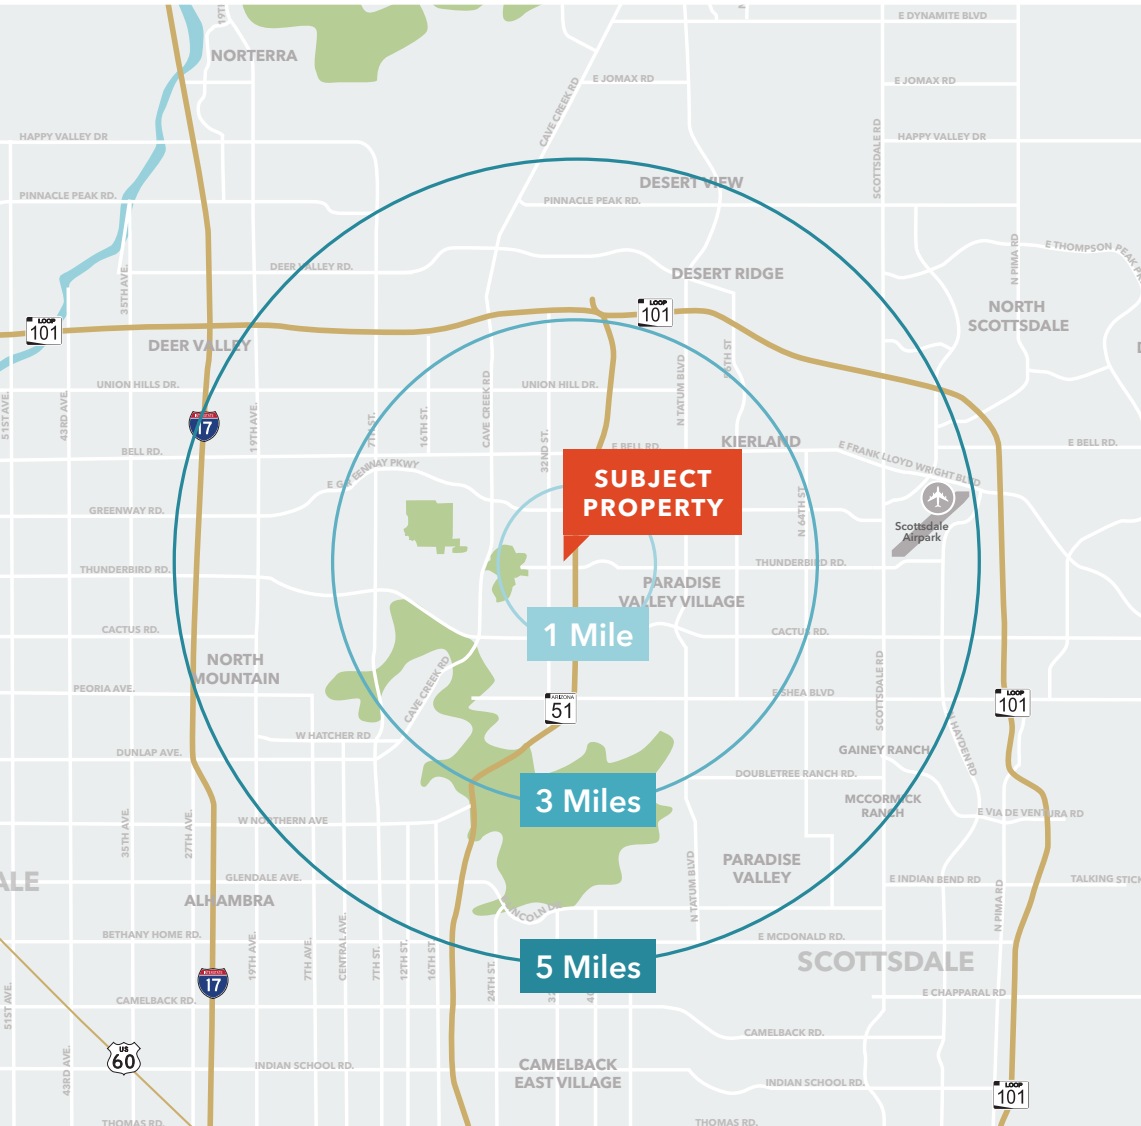 E DYNAMITE BLVD
NORTERRA
E JOMAX RD
E JOMAX RD
CAVE CREEK RD
HAPPY VALLEY DR
HAPPY VALLEY DR
SCOTTSDALE RD
DESERT VIEW
PINNACLE PEAK RD.
PINNACLE PEAK RD.
N PIMA RD
E THOMPSON PEAK
DEER VALLEY RD.
DESERT RIDGE
35TH AVE.
LOOP
101
LOOP
101
NORTH
SCOTTSDALE
DEER VALLEY
UNION HILLS DR.
UNION HILL DR.
N TATUM BLVD
56TH ST
51ST AVE.
43RD AVE.
INTERSTATE
17
19TH AVE.
7TH ST.
16TH ST.
CAVE CREEK RD
32ND ST.
BELL RD.
E BELL RD.
KIERLAND
E FRANK LLOYD WRIGHT BLVD
E BELL RD.
E GREENWAY PKWY
SUBJECT
PROPERTY
GREENWAY RD.
N 64TH ST.
Scottsdale
Airpark
THUNDERBIRD RD.
THUNDERBIRD RD.
PARADISE
VALLEY VILLAGE
1 Mile
CACTUS RD.
CACTUS RD.
NORTH
MOUNTAIN
PEORIA AVE.
CAVE CREEK RD
ARIZONA
51
E SHEA BLVD
SCOTTSDALE RD
LOOP
101
W HATCHER RD
N HAYDEN RD
DUNLAP AVE.
GAINEY RANCH
DOUBLETREE RANCH RD.
3 Miles
MCCORMICK
RANCH
E VIA DE VENTURA RD
35TH AVE.
27TH AVE.
W NORTHERN AVE
PARADISE
VALLEY
N TATUM BLVD
ALE
GLENDALE AVE.
E INDIAN BEND RD
TALKING STICK
ALHAMBRA
LINCOLN DR
N PIMA RD
BETHANY HOME RD.
E MCDONALD RD.
19TH AVE.
7TH AVE.
CENTRAL AVE.
7TH ST.
12TH ST.
16TH ST.
24TH ST.
5 Miles
SCOTTSDALE
17
51ST AVE.
CAMELBACK RD.
E CHAPPARAL RD
CAMELBACK RD.
US
60
43RD AVE.
INDIAN SCHOOL RD.
CAMELBACK
EAST VILLAGE
INDIAN SCHOOL RD.
LOOP
101
THOMAS RD.
THOMAS RD.